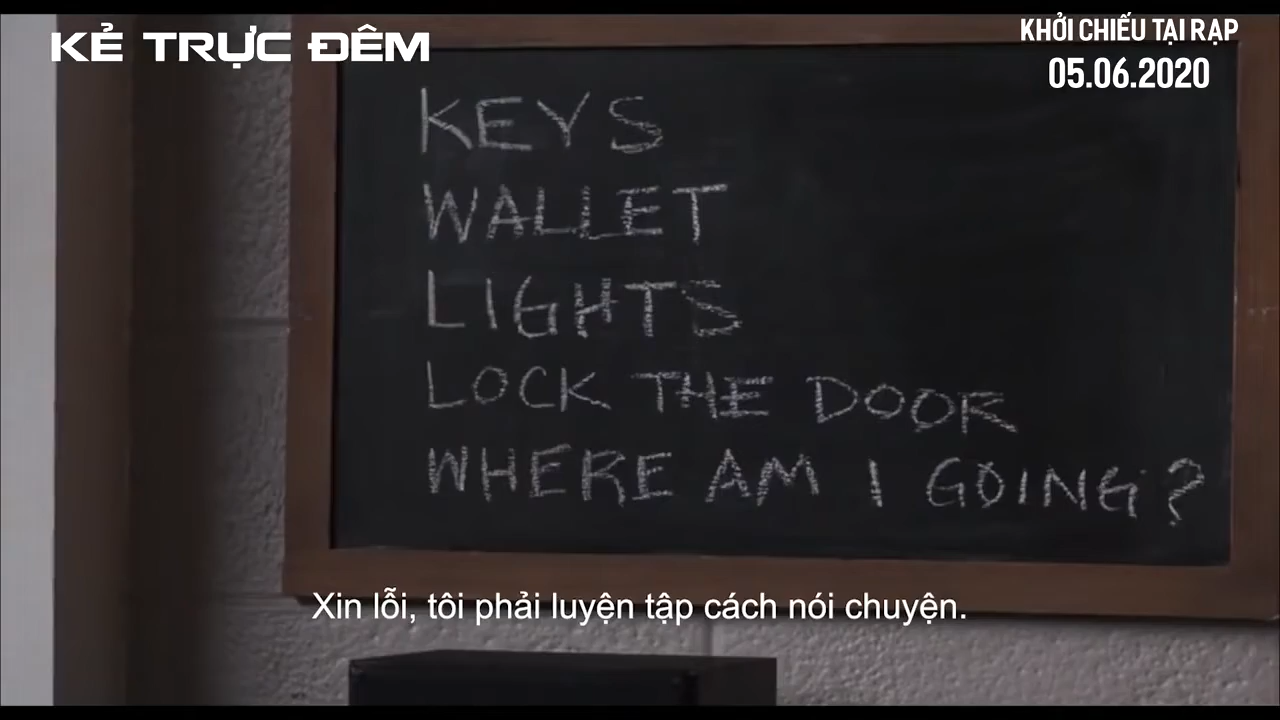 KẺ TRỰC ĐÊM
KHỞI CHIẾU TẠI RẠP
05.06.2020
KEYS
WALLET
LIGHTS
LOCK THE DOOR
WHERE AM I GOING?
Xin lỗi, tôi phải luyện tập cách nói chuyện.